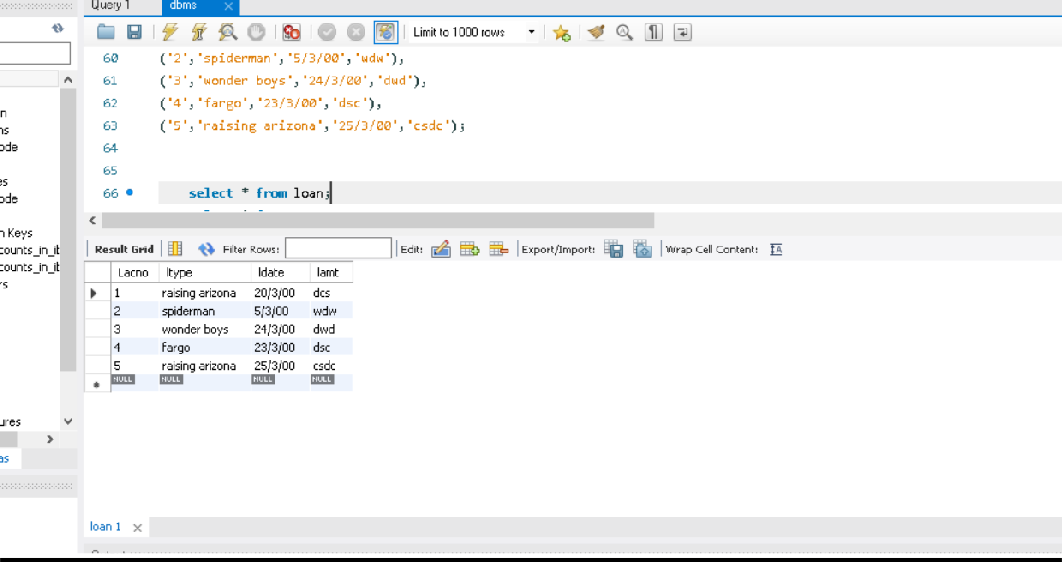 Query 1 dbms ×
Limit to 1000 rows
60 ('2','spiderman','5/3/00','wdw'),
61 ('3','wonder boys','24/3/00','dwd'),
62 ('4','fargo','23/3/00','dsc'),
63 ('5','raising arizona','25/3/00','csdc');
64
65
66 select * from loan;
n Keys
counts_in_it
counts_in_it
Result Grid Filter Rows: Edit: Export/Import: Wrap Cell Content: IA
Lacno ltype ldate lamt
1 raising arizona 20/3/00 dcs
2 spiderman 5/3/00 wdw
3 wonder boys 24/3/00 dwd
4 fargo 23/3/00 dsc
5 raising arizona 25/3/00 csdc
NULL NULL NULL NULL
ures
as
loan 1 ×